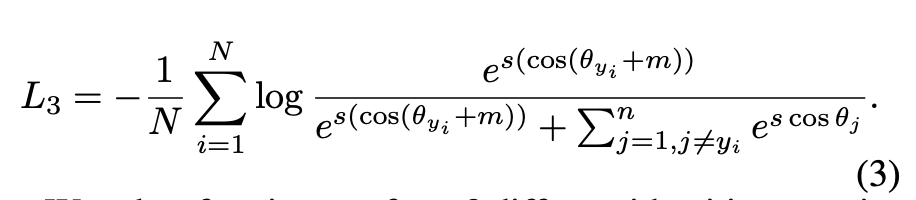 L_3 = -\frac{1}{N} \sum_{i=1}^{N} \log \frac{e^{s(\cos(\theta_{y_i}+m))}}{e^{s(\cos(\theta_{y_i}+m))} + \sum_{j=1, j\neq y_i}^{n} e^{s \cos \theta_j}}.
(3)